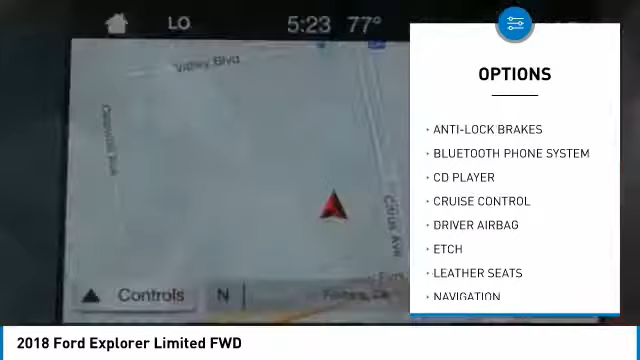 LO 5:23 77°
Valley Blvd
Citrus Ave
Controls N
OPTIONS
ANTI-LOCK BRAKES
BLUETOOTH PHONE SYSTEM
CD PLAYER
CRUISE CONTROL
DRIVER AIRBAG
ETCH
LEATHER SEATS
NAVIGATION
2018 Ford Explorer Limited FWD